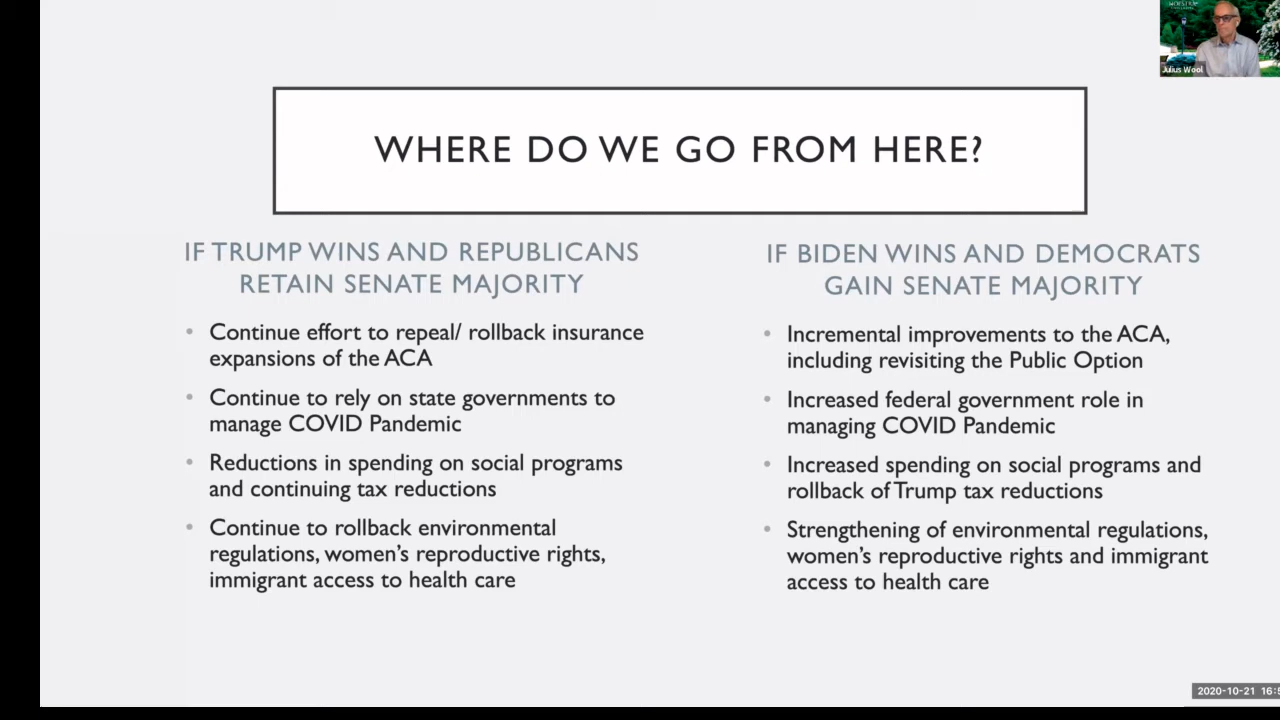 WHERE DO WE GO FROM HERE?
IF TRUMP WINS AND REPUBLICANS
RETAIN SENATE MAJORITY
• Continue effort to repeal/ rollback insurance
expansions of the ACA
• Continue to rely on state governments to
manage COVID Pandemic
• Reductions in spending on social programs
and continuing tax reductions
• Continue to rollback environmental
regulations, women’s reproductive rights,
immigrant access to health care
IF BIDEN WINS AND DEMOCRATS
GAIN SENATE MAJORITY
• Incremental improvements to the ACA,
including revisiting the Public Option
• Increased federal government role in
managing COVID Pandemic
• Increased spending on social programs and
rollback of Trump tax reductions
• Strengthening of environmental regulations,
women’s reproductive rights and immigrant
access to health care
Julius Wool
2020-10-21 16: